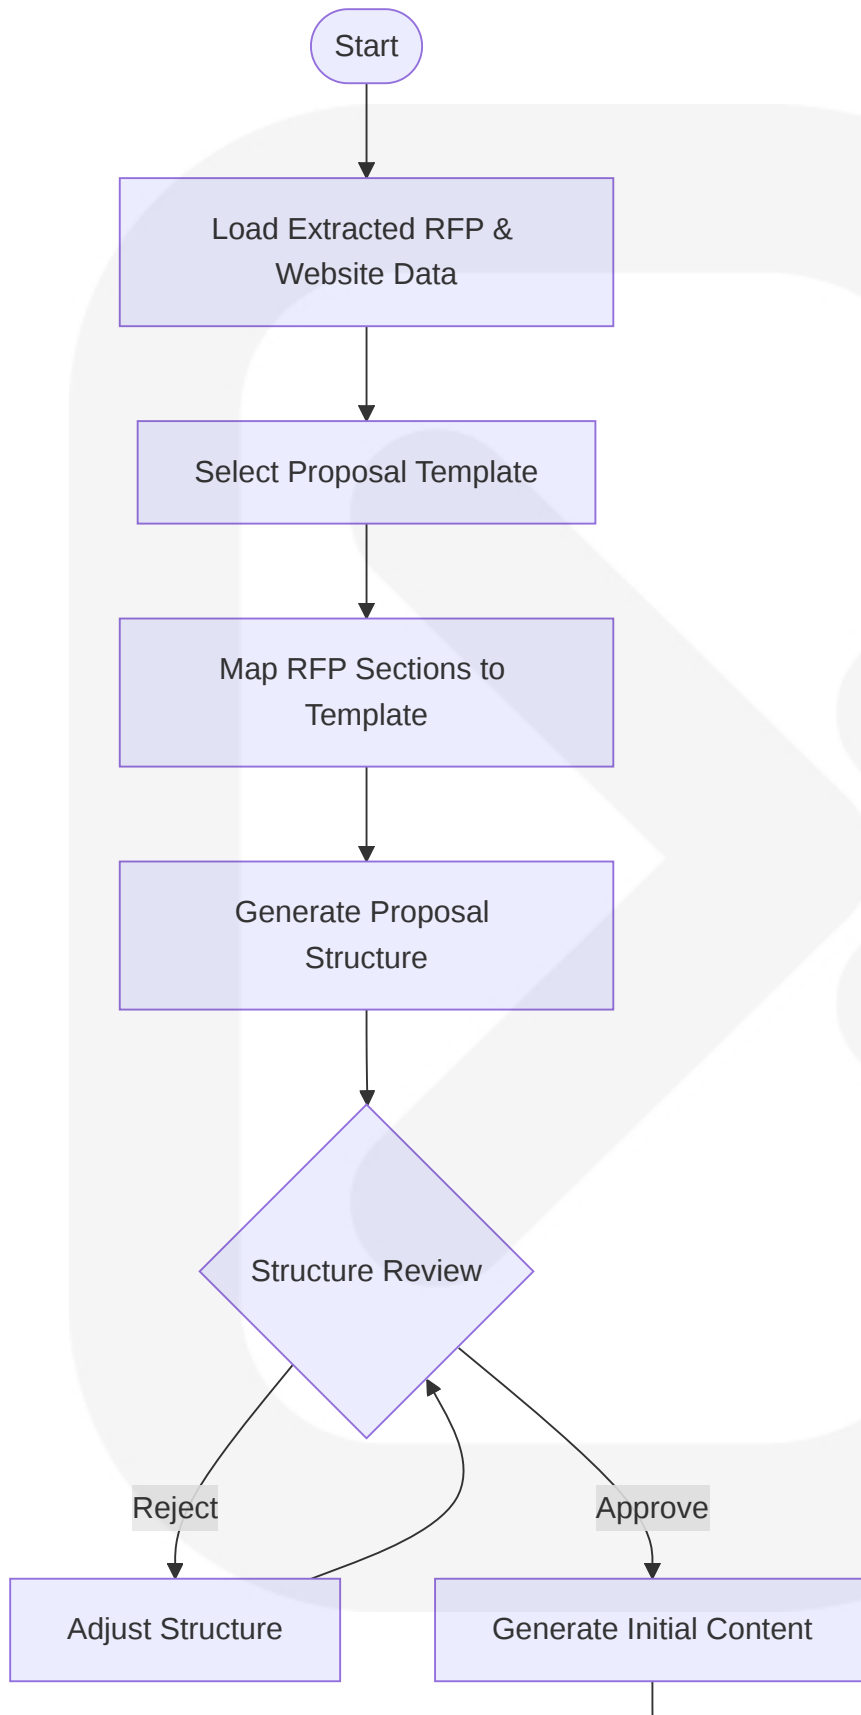 Start
Load Extracted RFP &
Website Data
Select Proposal Template
Map RFP Sections to
Template
Generate Proposal
Structure
Structure Review
Reject
Approve
Adjust Structure
Generate Initial Content